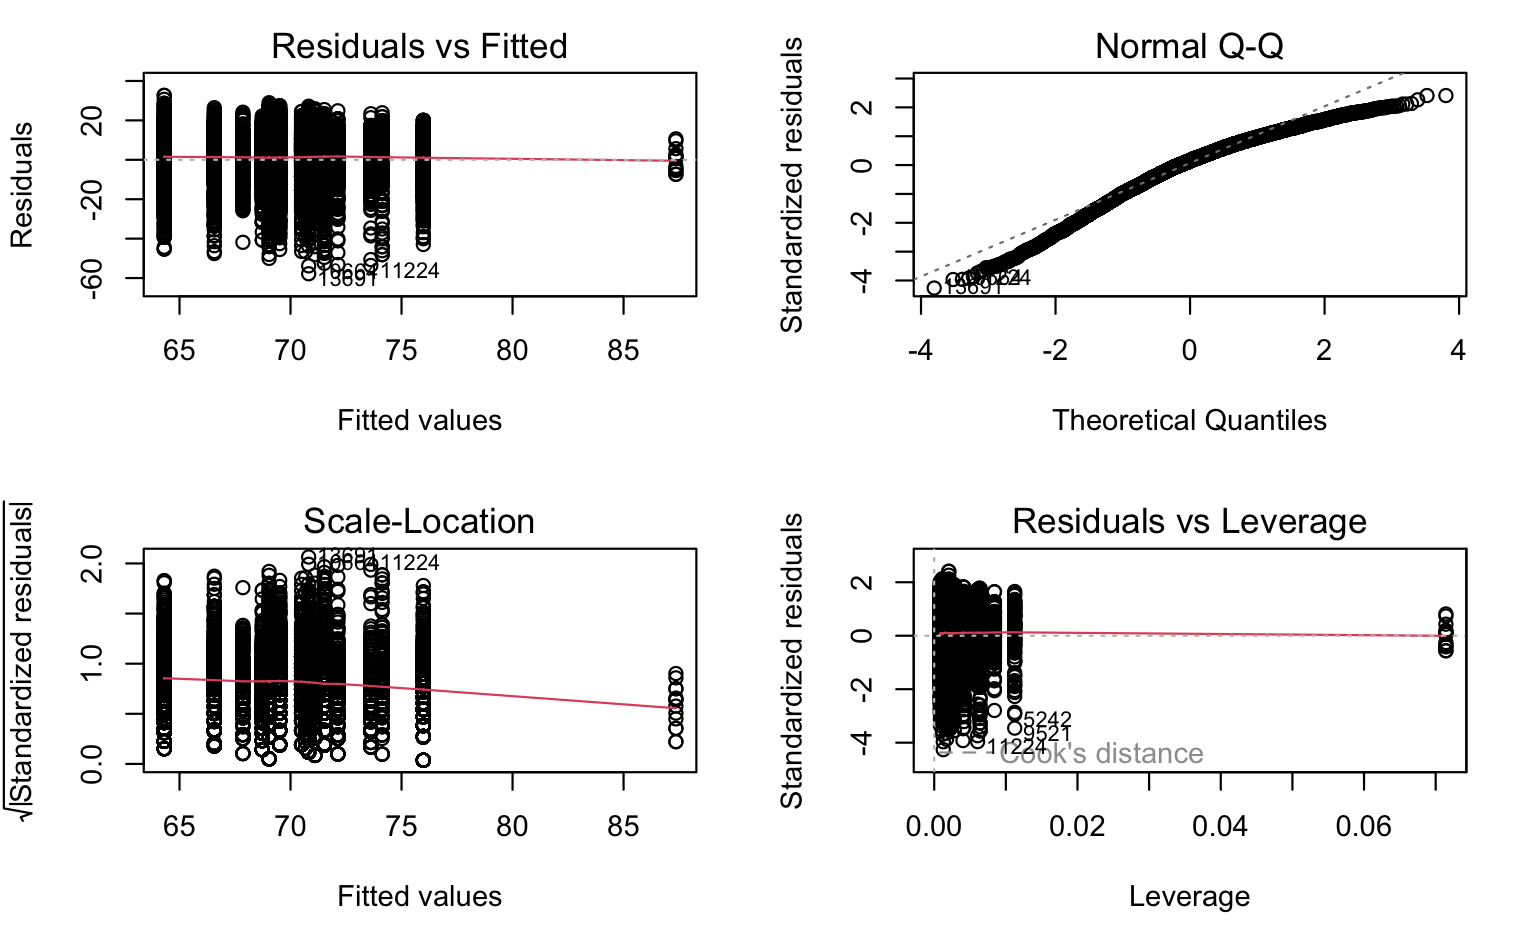 Residuals vs Fitted
Residuals
20
-20
-60
13691
11224
65 70 75 80 85
Fitted values
Normal Q-Q
Standardized residuals
2
0
-2
-4
13691
-4 -2 0 2 4
Theoretical Quantiles
Scale-Location
√|Standardized residuals|
2.0
1.0
0.0
13691
11224
65 70 75 80 85
Fitted values
Residuals vs Leverage
Standardized residuals
2
0
-2
-4
5242
9521
11224
Cook's distance
0.00 0.02 0.04 0.06
Leverage